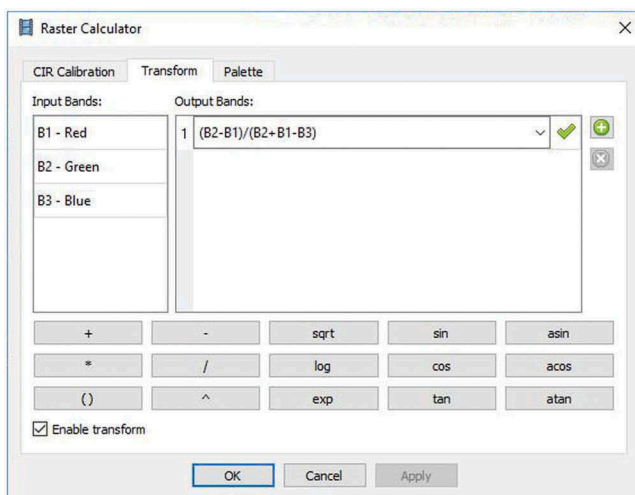 Raster Calculator
CIR Calibration Transform Palette
Input Bands: Output Bands:
B1 - Red
B2 - Green
B3 - Blue
1 (B2-B1)/(B2+B1-B3)
+ - sqrt sin asin
* / log cos acos
() ^ exp tan atan
Enable transform
OK Cancel Apply